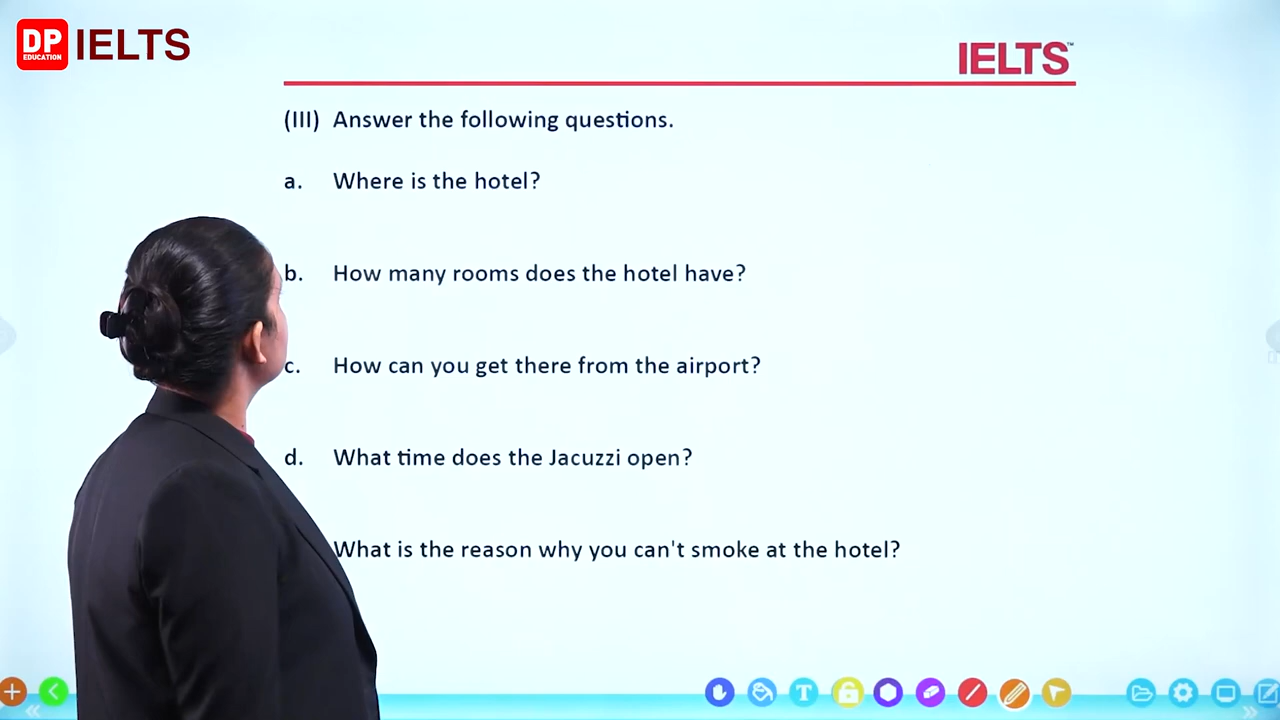 DP
EDUCATION
IELTS
IELTS™
(III) Answer the following questions.
a. Where is the hotel?
b. How many rooms does the hotel have?
c. How can you get there from the airport?
d. What time does the Jacuzzi open?
What is the reason why you can't smoke at the hotel?
T